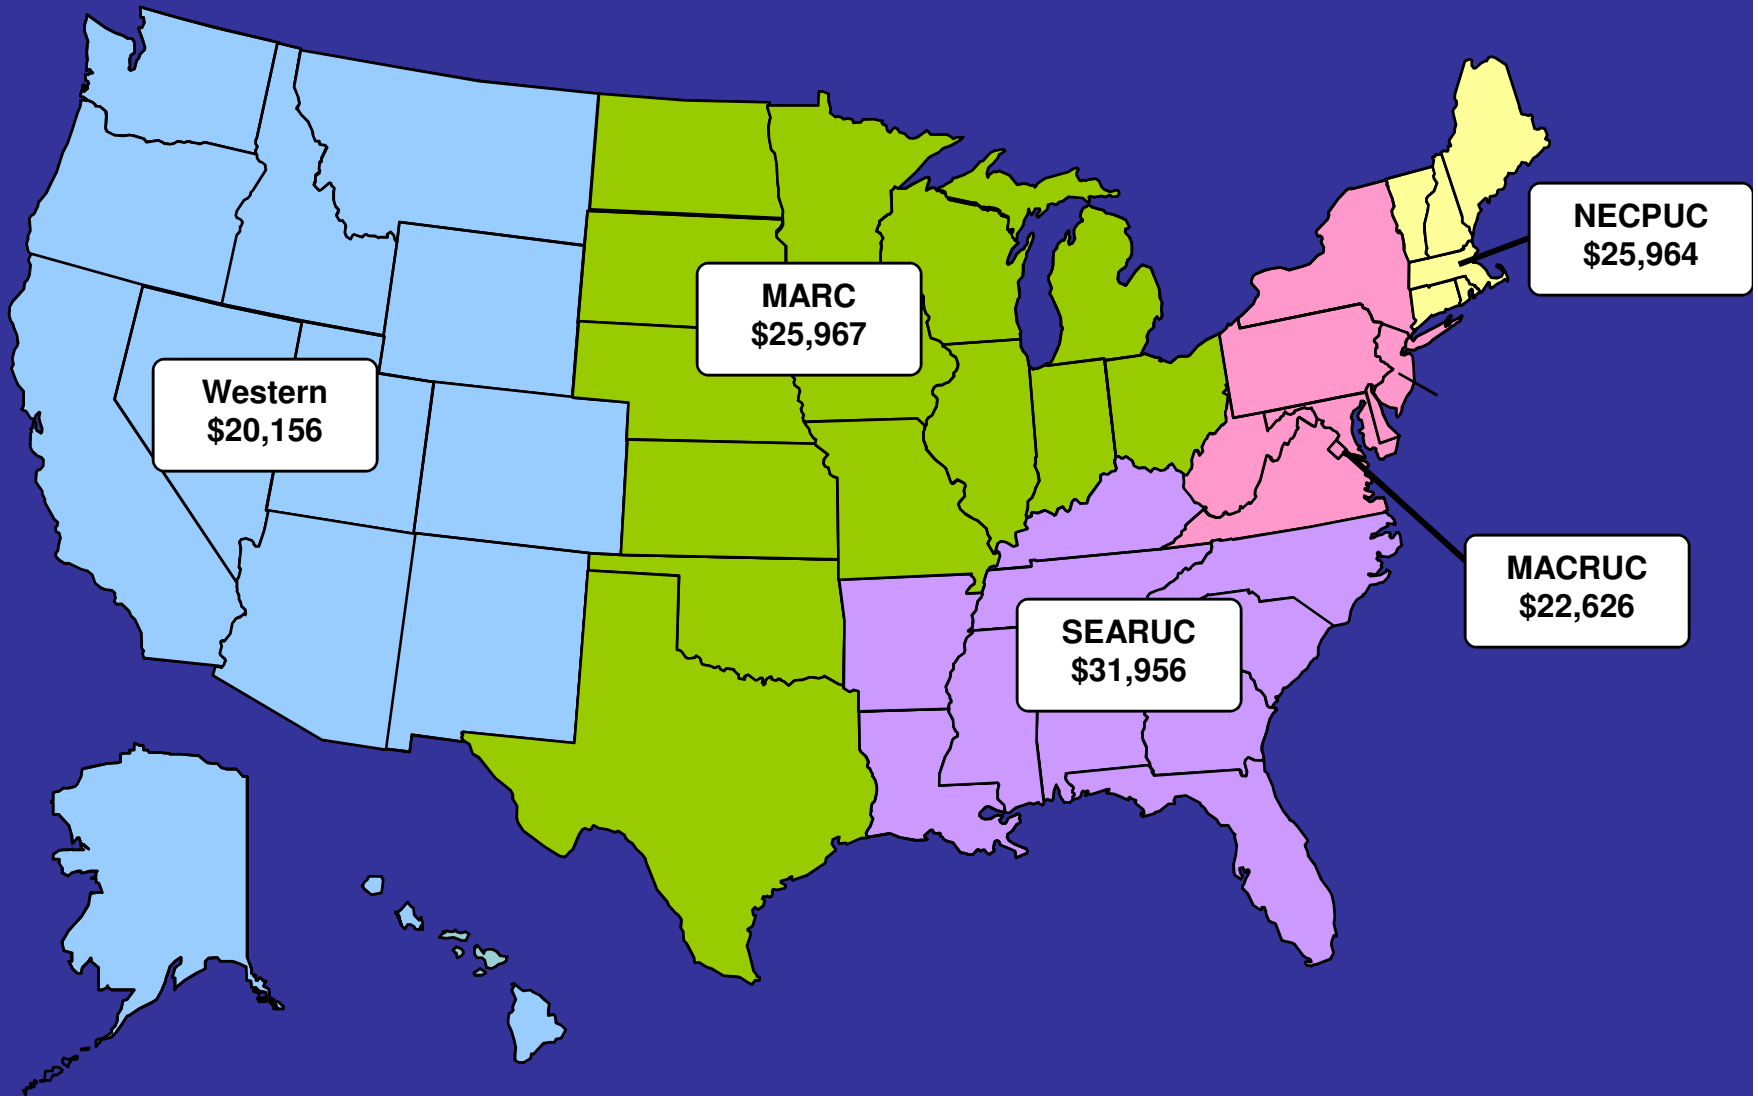 NECPUC
$25,964
MARC
$25,967
Western
$20,156
MACRUC
$22,626
SEARUC
$31,956